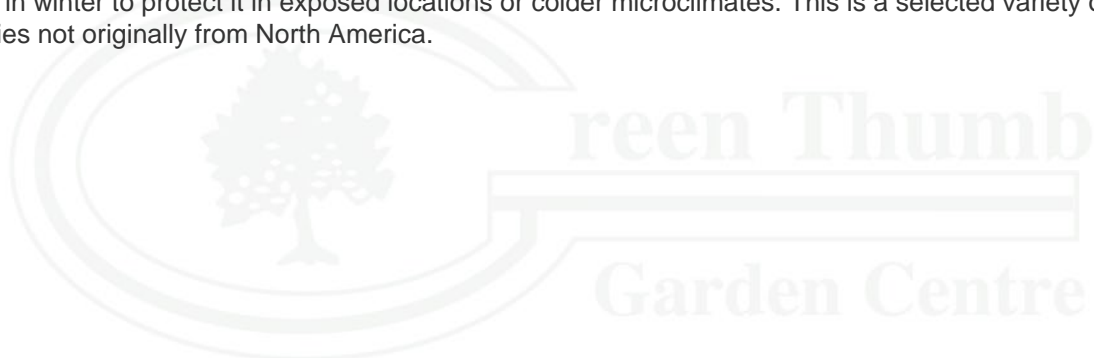 in winter to protect it in exposed locations or colder microclimates. This is a selected variety
ies not originally from North America.
reen Thumb
Garden Centre